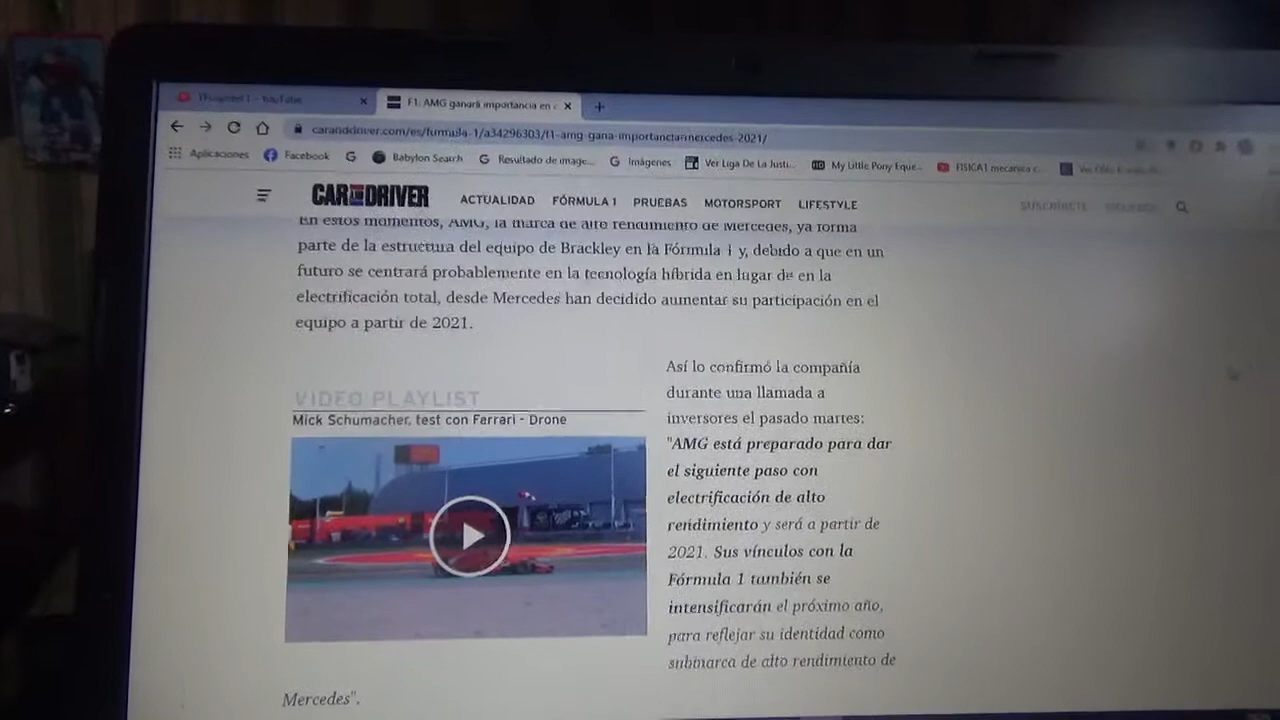 YouTube
F1: AMG ganará importancia en
caranddriver.com/es/formula-1/a34296303/f1-amg-gana-importancia-mercedes-2021/
Aplicaciones
Facebook
Babylon Search
Resultado de image...
Imágenes
Ver Liga De La Justi...
My Little Pony Eque...
FISICA1 mecanica c...
CAR AND DRIVER
ACTUALIDAD
FÓRMULA 1
PRUEBAS
MOTORSPORT
LIFESTYLE
SUSCRÍBETE
SÍGUENOS
En estos momentos, AMG, la marca de alto rendimiento de Mercedes, ya forma
parte de la estructura del equipo de Brackley en la Fórmula 1 y, debido a que en un
futuro se centrará probablemente en la tecnología híbrida en lugar de en la
electrificación total, desde Mercedes han decidido aumentar su participación en el
equipo a partir de 2021.
VIDEO PLAYLIST
Mick Schumacher, test con Ferrari - Drone
Así lo confirmó la compañía
durante una llamada a
inversores el pasado martes:
"AMG está preparado para dar
el siguiente paso con
electrificación de alto
rendimiento y será a partir de
2021. Sus vínculos con la
Fórmula 1 también se
intensificarán el próximo año,
para reflejar su identidad como
submarca de alto rendimiento de
Mercedes".